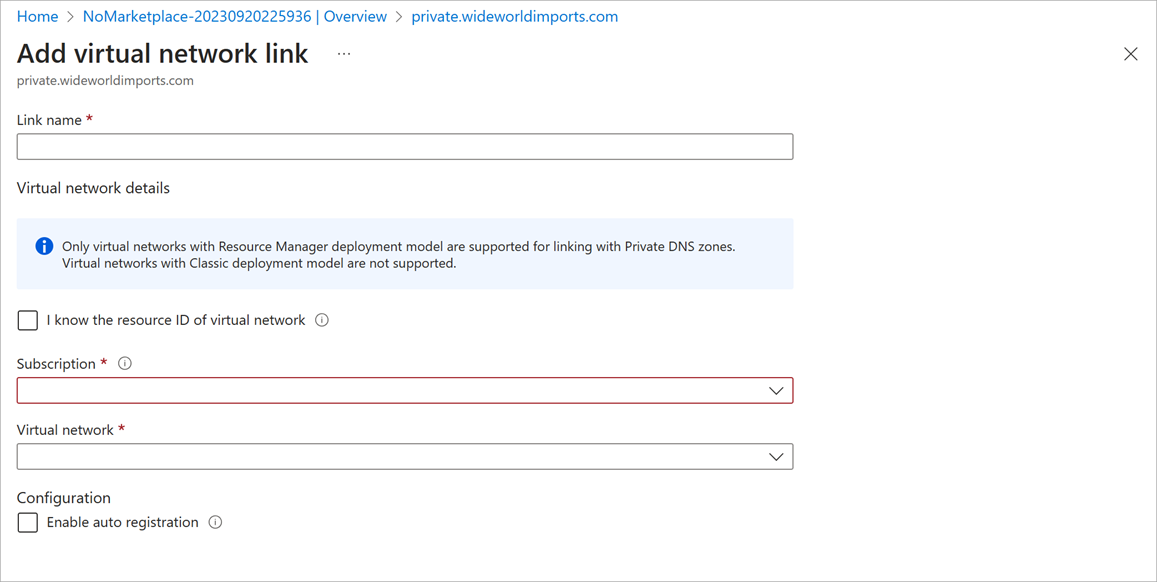 Home > NoMarketplace-20230920225936 | Overview > private.wideworldimports.com
Add virtual network link ...
private.wideworldimports.com
Link name *
Virtual network details
Only virtual networks with Resource Manager deployment model are supported for linking with Private DNS zones.
Virtual networks with Classic deployment model are not supported.
I know the resource ID of virtual network
Subscription *
Virtual network *
Configuration
Enable auto registration